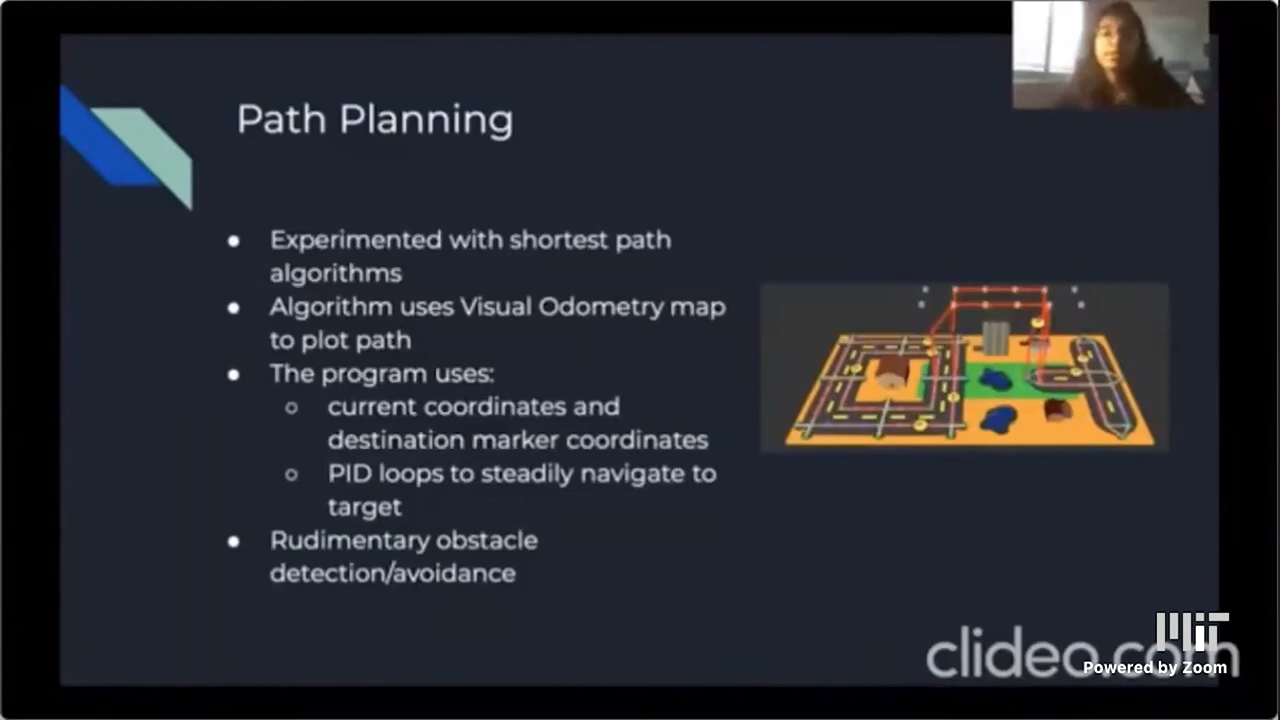 Path Planning
● Experimented with shortest path
algorithms
● Algorithm uses Visual Odometry map
to plot path
● The program uses:
○ current coordinates and
destination marker coordinates
○ PID loops to steadily navigate to
target
● Rudimentary obstacle
detection/avoidance
MIT
clideo.com
Powered by Zoom